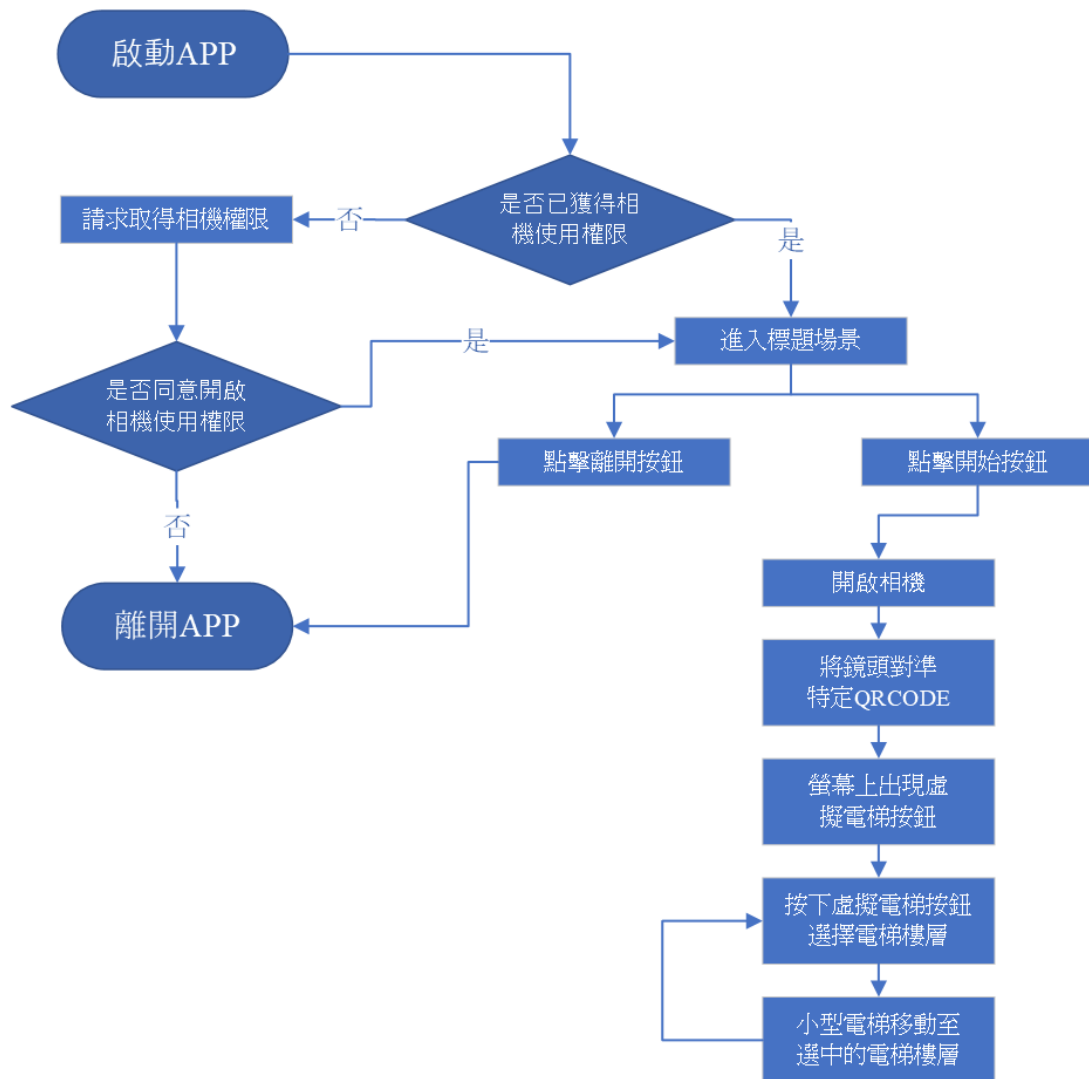 啟動APP
是否已獲得相
機使用權限
否
請求取得相機權限
是
進入標題場景
是
是否同意開啟
相機使用權限
點擊離開按鈕
點擊開始按鈕
否
開啟相機
離開APP
將鏡頭對準
特定QRCODE
螢幕上出現虛
擬電梯按鈕
按下虛擬電梯按鈕
選擇電梯樓層
小型電梯移動至
選中的電梯樓層